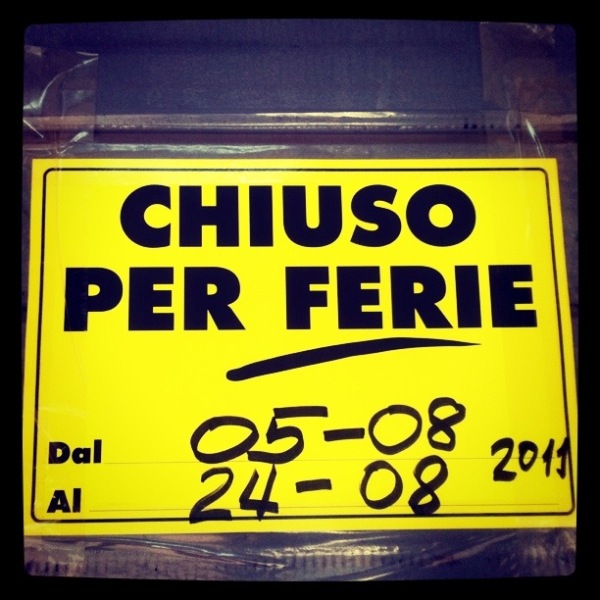 CHIUSO
PER FERIE
Dal 05-08 2011
Al 24-08